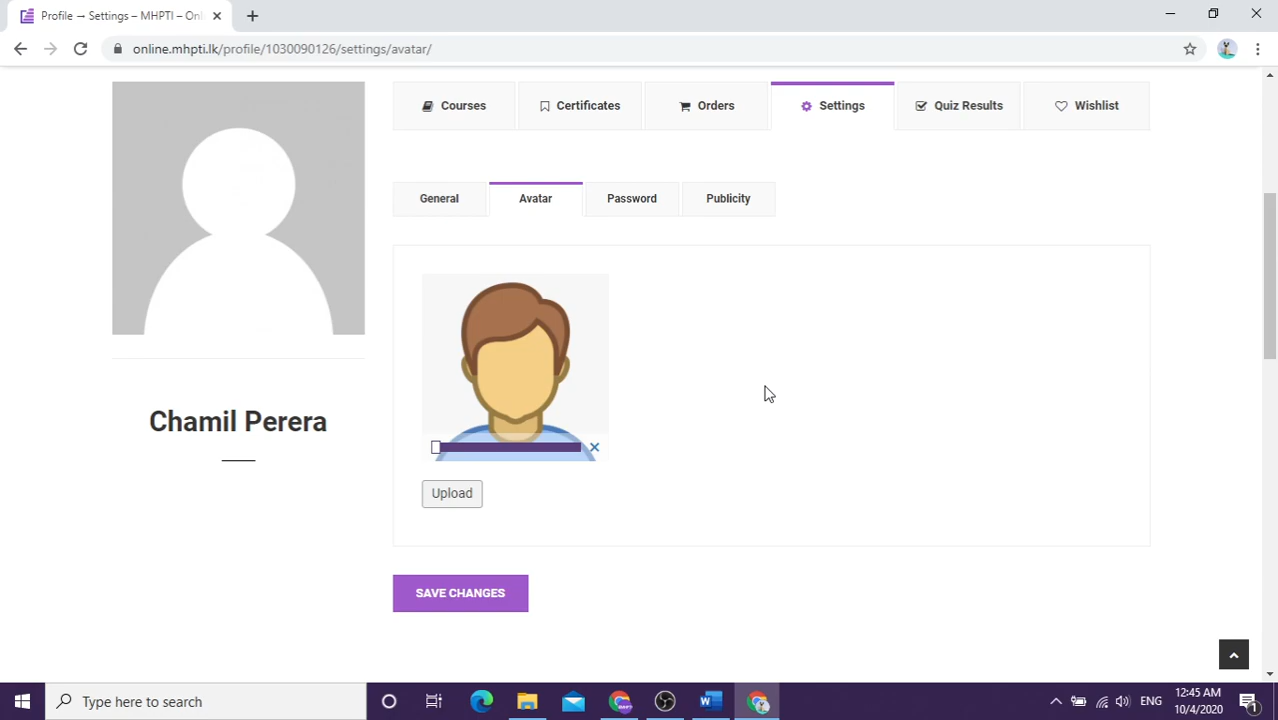 Profile → Settings – MHPTI – Onl
online.mhpti.lk/profile/1030090126/settings/avatar/
Courses
Certificates
Orders
Settings
Quiz Results
Wishlist
General
Avatar
Password
Publicity
Chamil Perera
Upload
SAVE CHANGES
Type here to search
ENG
12:45 AM
10/4/2020
1